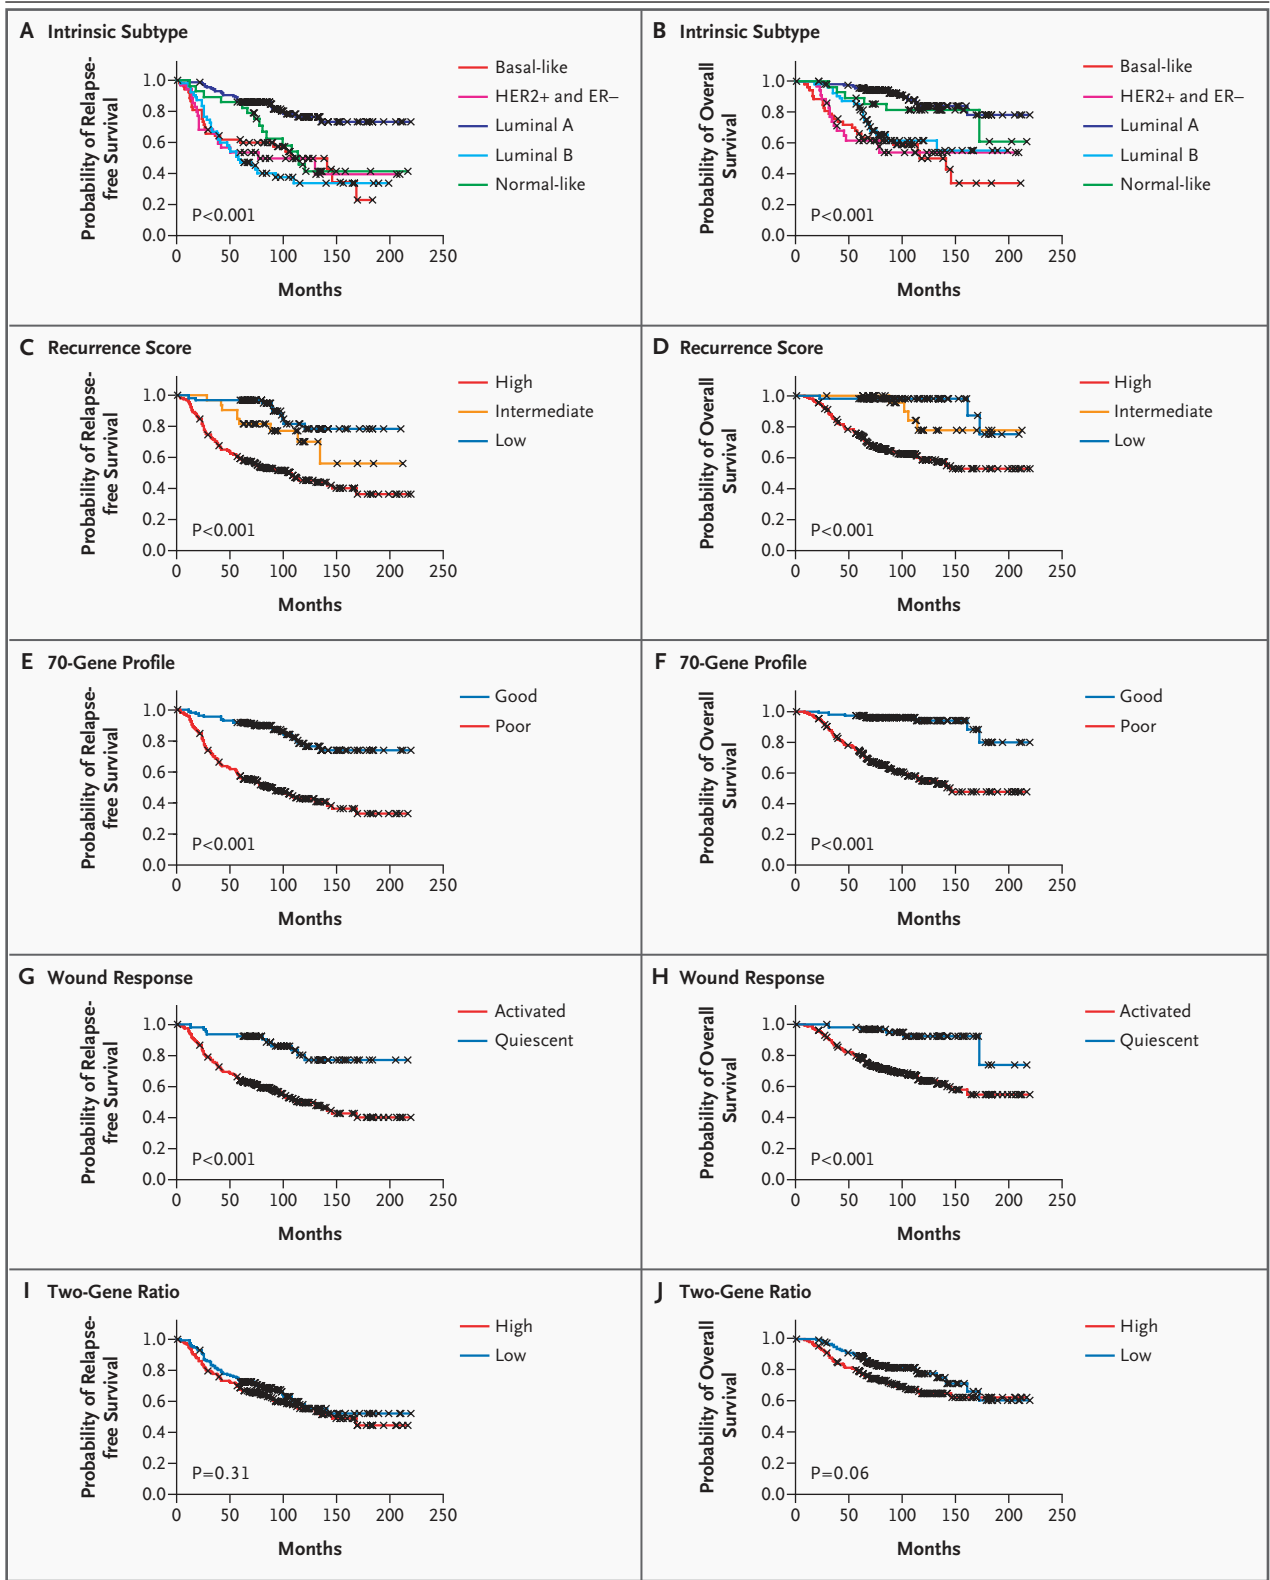 A Intrinsic Subtype
Probability of Relapse-
free Survival
1.0
0.8
0.6
0.4
0.2
0.0
P<0.001
0 50 100 150 200 250
Months
Basal-like
HER2+ and ER–
Luminal A
Luminal B
Normal-like
B Intrinsic Subtype
Probability of Overall
Survival
1.0
0.8
0.6
0.4
0.2
0.0
P<0.001
0 50 100 150 200 250
Months
Basal-like
HER2+ and ER–
Luminal A
Luminal B
Normal-like
C Recurrence Score
Probability of Relapse-
free Survival
1.0
0.8
0.6
0.4
0.2
0.0
P<0.001
0 50 100 150 200 250
Months
High
Intermediate
Low
D Recurrence Score
Probability of Overall
Survival
1.0
0.8
0.6
0.4
0.2
0.0
P<0.001
0 50 100 150 200 250
Months
High
Intermediate
Low
E 70-Gene Profile
Probability of Relapse-
free Survival
1.0
0.8
0.6
0.4
0.2
0.0
P<0.001
0 50 100 150 200 250
Months
Good
Poor
F 70-Gene Profile
Probability of Overall
Survival
1.0
0.8
0.6
0.4
0.2
0.0
P<0.001
0 50 100 150 200 250
Months
Good
Poor
G Wound Response
Probability of Relapse-
free Survival
1.0
0.8
0.6
0.4
0.2
0.0
P<0.001
0 50 100 150 200 250
Months
Activated
Quiescent
H Wound Response
Probability of Overall
Survival
1.0
0.8
0.6
0.4
0.2
0.0
P<0.001
0 50 100 150 200 250
Months
Activated
Quiescent
I Two-Gene Ratio
Probability of Relapse-
free Survival
1.0
0.8
0.6
0.4
0.2
0.0
P=0.31
0 50 100 150 200 250
Months
High
Low
J Two-Gene Ratio
Probability of Overall
Survival
1.0
0.8
0.6
0.4
0.2
0.0
P=0.06
0 50 100 150 200 250
Months
High
Low